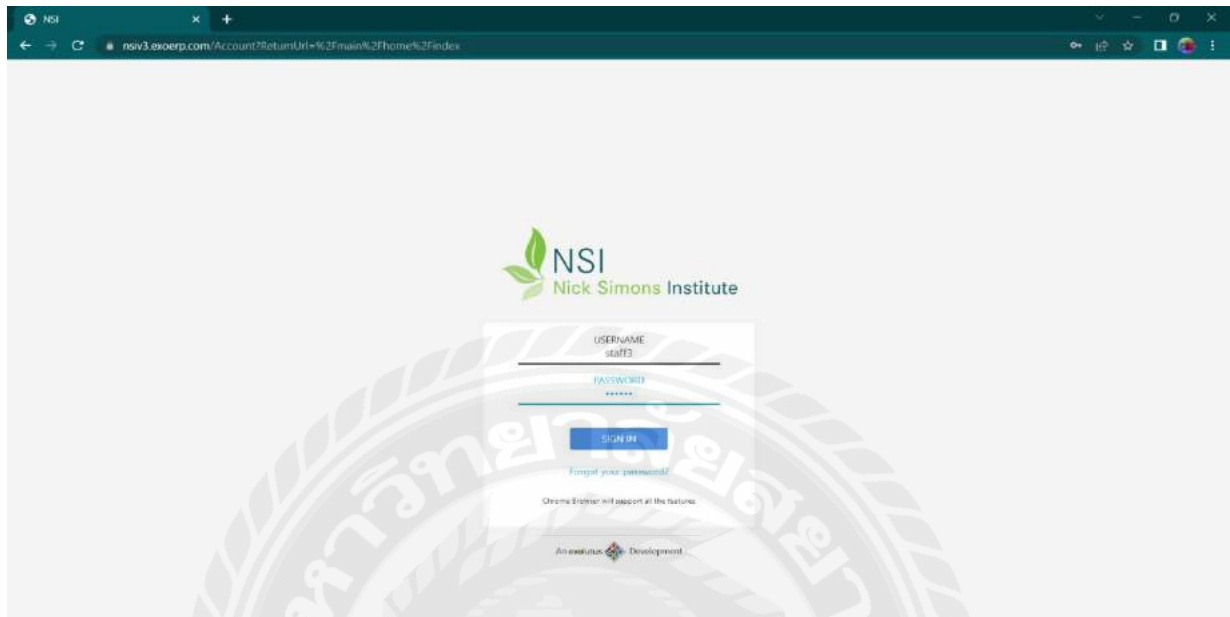 NSI
nsiv3.exoerp.com/Account?ReturnUrl=%2Fmain%2Fhome%2Findex
NSI
Nick Simons Institute
USERNAME
staff3
PASSWORD
••••••
SIGN IN
Forgot your password?
Chrome Browser will support all the features
An Development